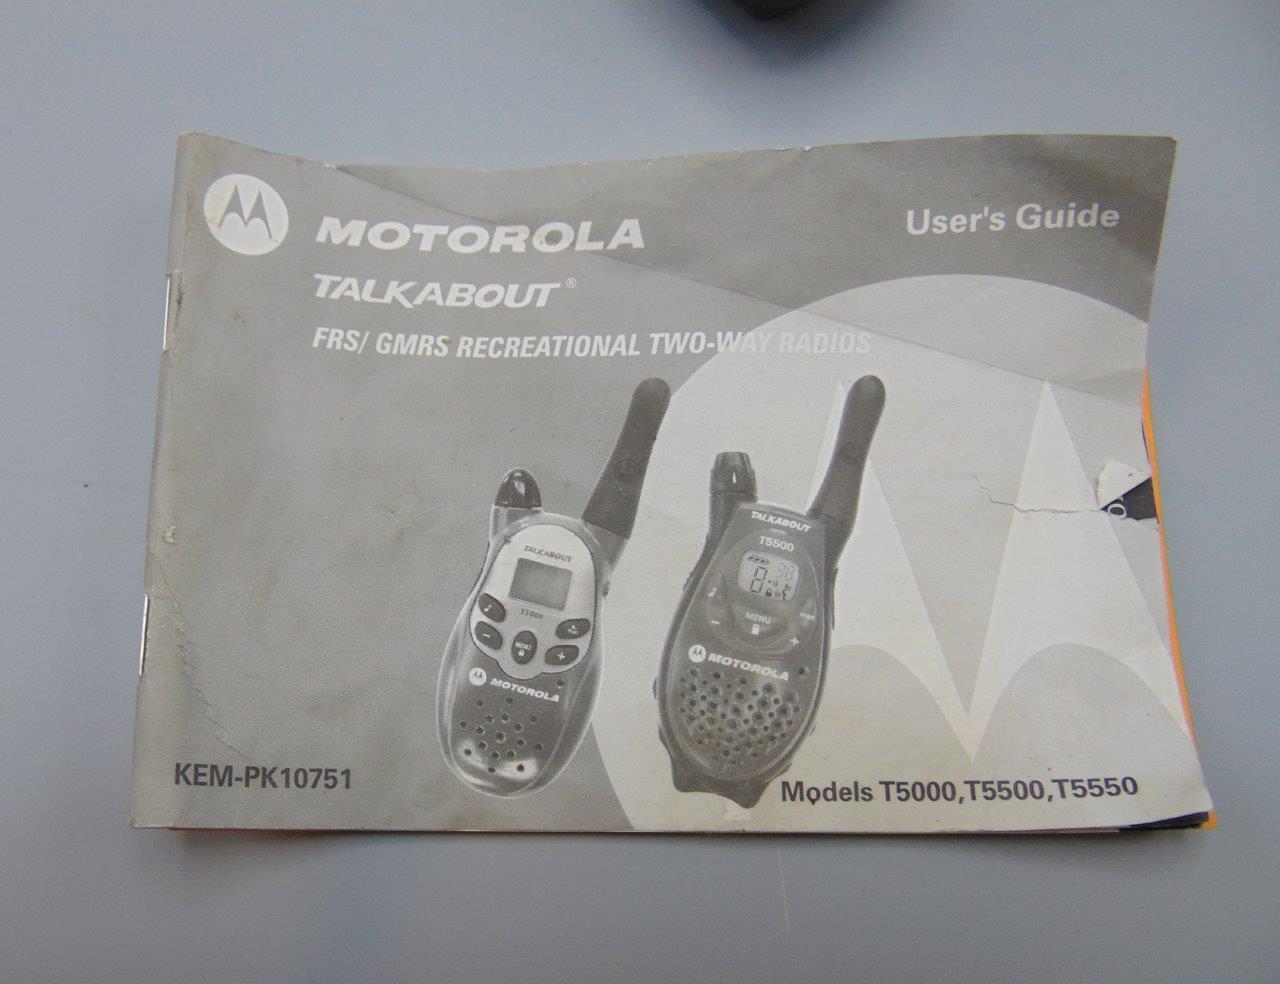 MOTOROLA
User's Guide
TALKABOUT®
FRS/ GMRS RECREATIONAL TWO-WAY RADIOS
TALKABOUT
T5000
MENU
MOTOROLA
TALKABOUT
T5500
MENU
MOTOROLA
KEM-PK10751
Models T5000, T5500, T5550